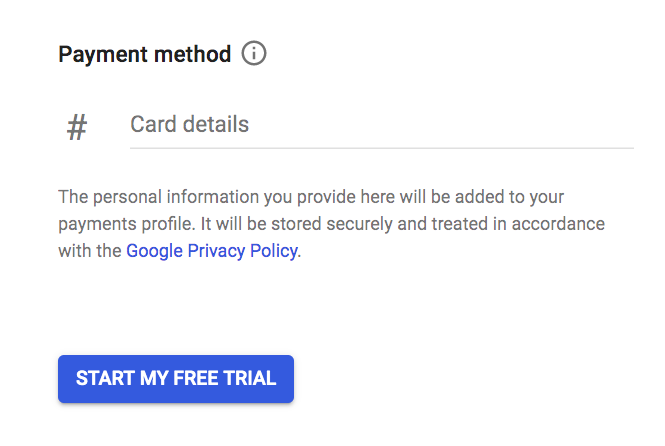 Payment method
# Card details
The personal information you provide here will be added to your
payments profile. It will be stored securely and treated in accordance
with the Google Privacy Policy.
START MY FREE TRIAL